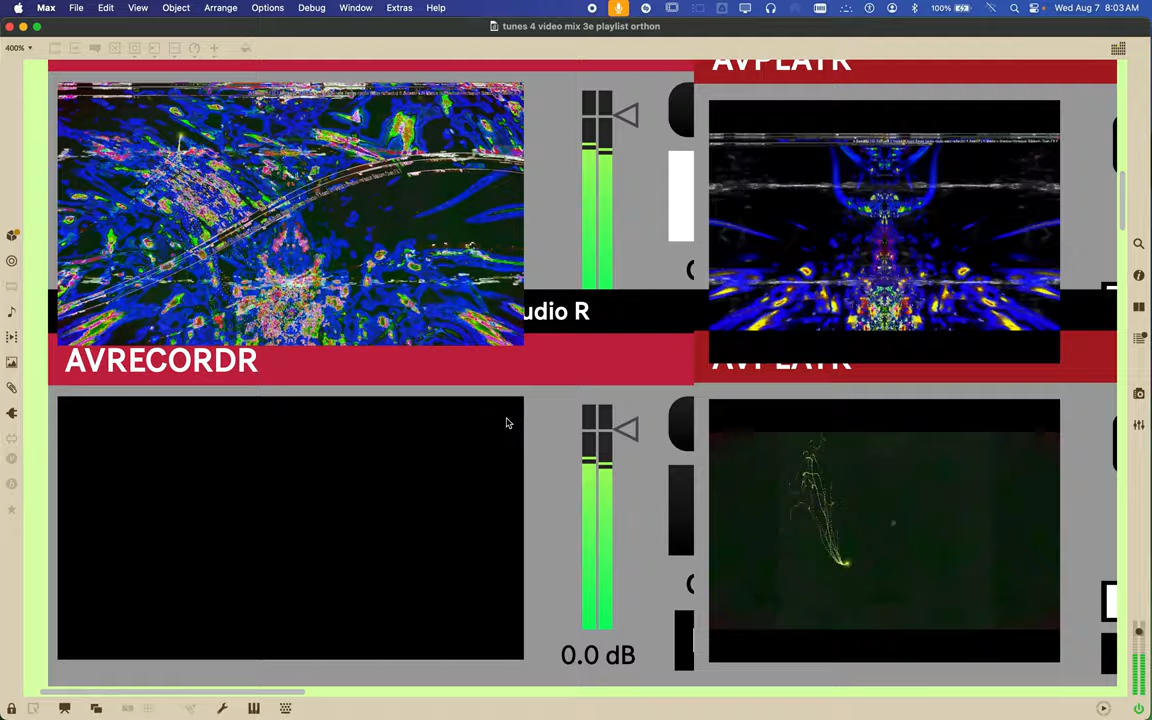 Max File Edit View Object Arrange Options Debug Window Extras Help 100% Wed Aug 7 8:03 AM
tunes 4 video mix 3e playlist orthon
400%
AVPLAYR
udio R
AVRECORDR
AVPLAYR
0.0 dB